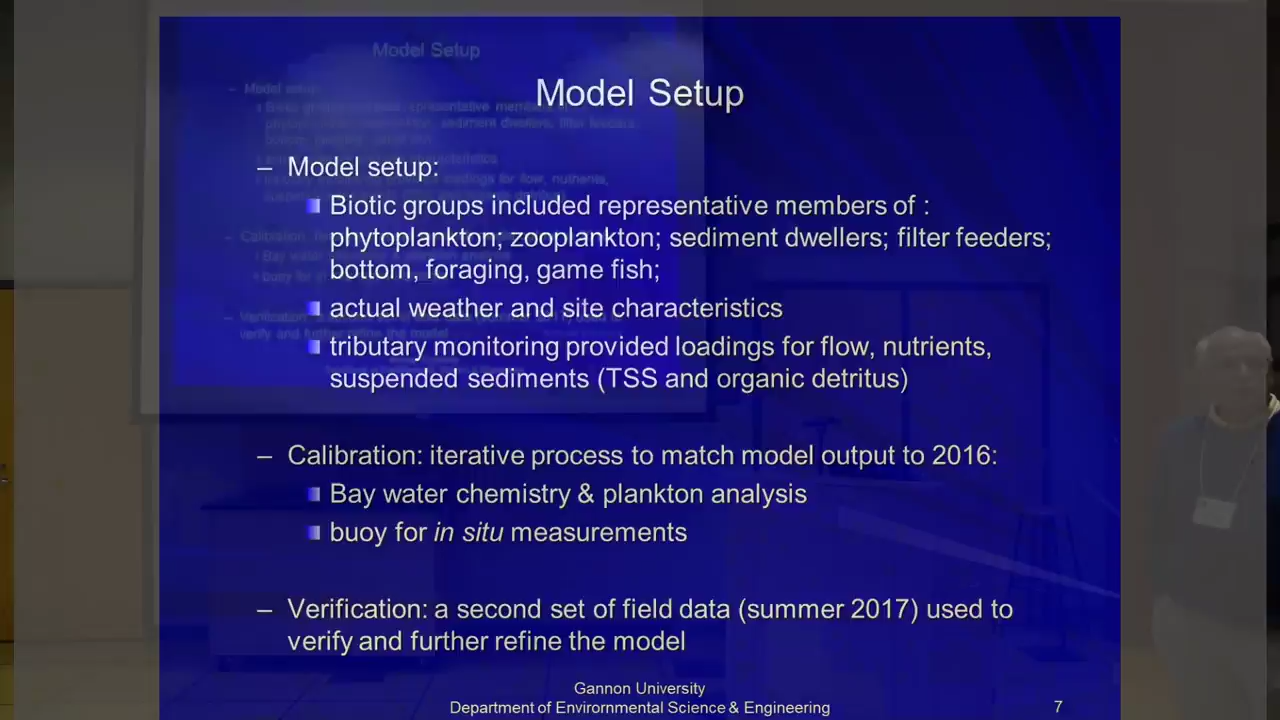 Model Setup
Model Setup
– Model setup:
Biotic groups included representative members of :
phytoplankton; zooplankton; sediment dwellers; filter feeders;
bottom, foraging, game fish;
actual weather and site characteristics
tributary monitoring provided loadings for flow, nutrients,
suspended sediments (TSS and organic detritus)
– Calibration: iterative process to match model output to 2016:
Bay water chemistry & plankton analysis
buoy for in situ measurements
– Verification: a second set of field data (summer 2017) used to
verify and further refine the model
Gannon University
Department of Envirornmental Science & Engineering
7